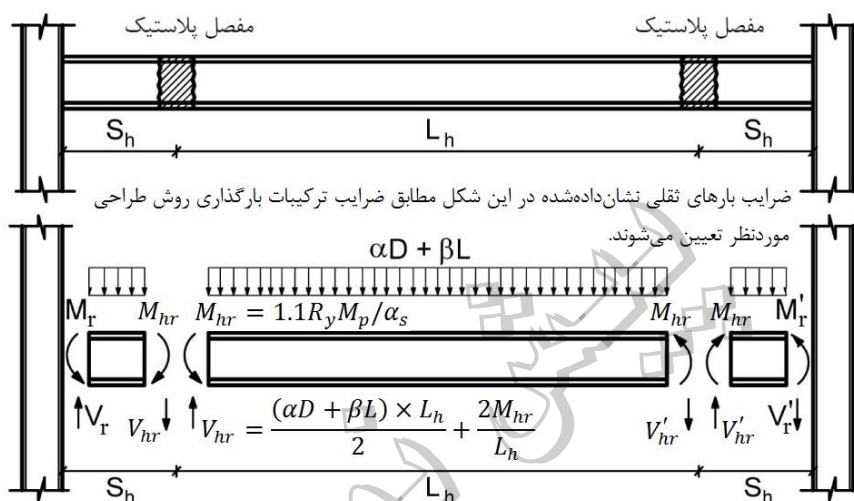 مفصل پلاستیک مفصل پلاستیک
S_h L_h S_h
ضرایب بارهای ثقلی نشان‌داده‌شده در این شکل مطابق ضرایب ترکیبات بارگذاری روش طراحی
موردنظر تعیین می‌شوند.
αD + βL
M_r M_hr M_hr = 1.1R_yM_p/α_s M_hr M_hr M'_r
V_r V_hr V_hr = (αD + βL) × L_h / 2 + 2M_hr / L_h V'_hr V'_hr V'_r
S_h L_h S_h